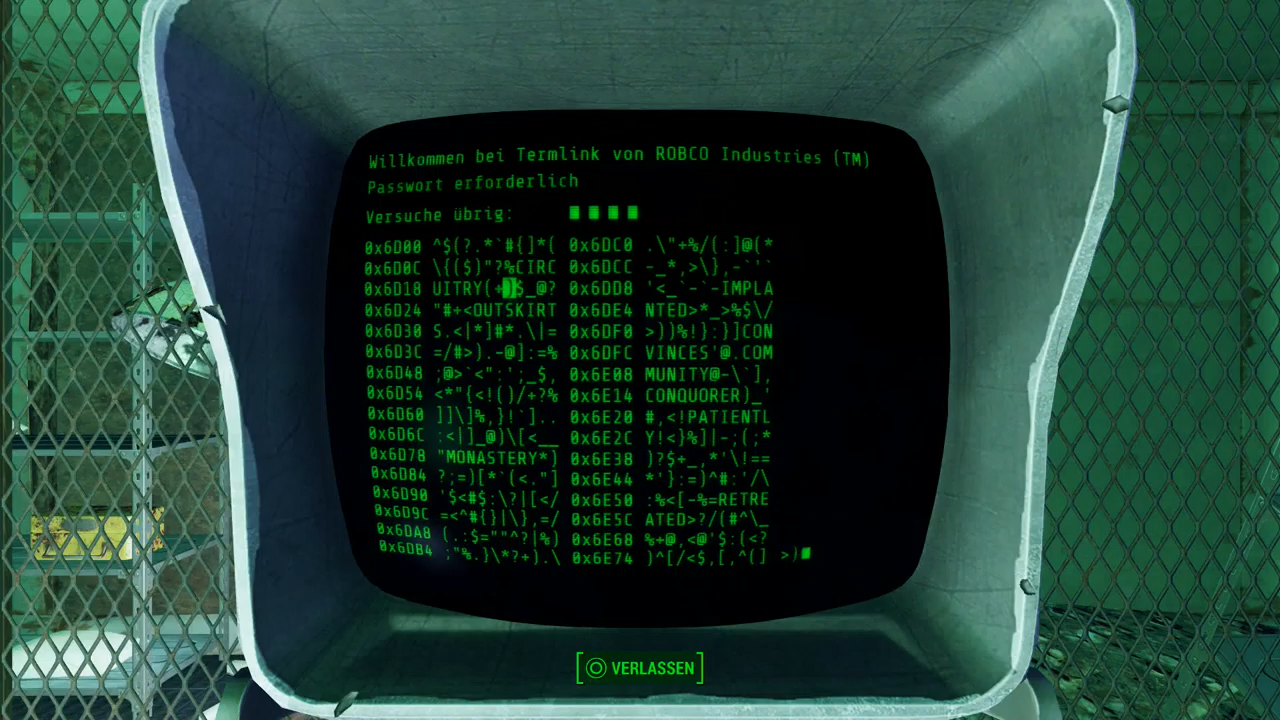 Willkommen bei Termlink von ROBCO Industries (TM)
Passwort erforderlich
Versuche übrig: ■ ■ ■ ■
0x6D00 ^$(?.*`#{]*( 0x6DC0 .\"+%/(:]@(*
0x6D0C \{($)"?%CIRC 0x6DCC -_*,>\},-`'`
0x6D18 UITRY(+)$_@? 0x6DD8 '<_`-`-IMPLA
0x6D24 "#+<OUTSKIRT 0x6DE4 NTED>*_>%$\/
0x6D30 S.<|*]#*.\|= 0x6DF0 >))%!}:}]CON
0x6D3C =/#>).-@]:=% 0x6DFC VINCES'@.COM
0x6D48 ;@>`<":';_$, 0x6E08 MUNITY@-\`],
0x6D54 <*"{<!()/+?% 0x6E14 CONQUORER)_'
0x6D60 ]]\]%,}!`].. 0x6E20 #,<!PATIENTL
0x6D6C :<|]_@)\[<__ 0x6E2C Y!<}%]|-;(;*
0x6D78 "MONASTERY*) 0x6E38 )?$+_,*'\!==
0x6D84 ?;=)[*`(<."] 0x6E44 *'}:=)^#:'/\
0x6D90 '$<#$:\?|[</ 0x6E50 :%<[-%=RETRE
0x6D9C =<^#{}|\},=/ 0x6E5C ATED>?/(#^\_
0x6DA8 (.:$=""^?|%) 0x6E68 %+@,<@'$:(<?
0x6DB4 ;"%.}\*?+).\ 0x6E74 )^[/<$,[,^(] >)■
VERLASSEN